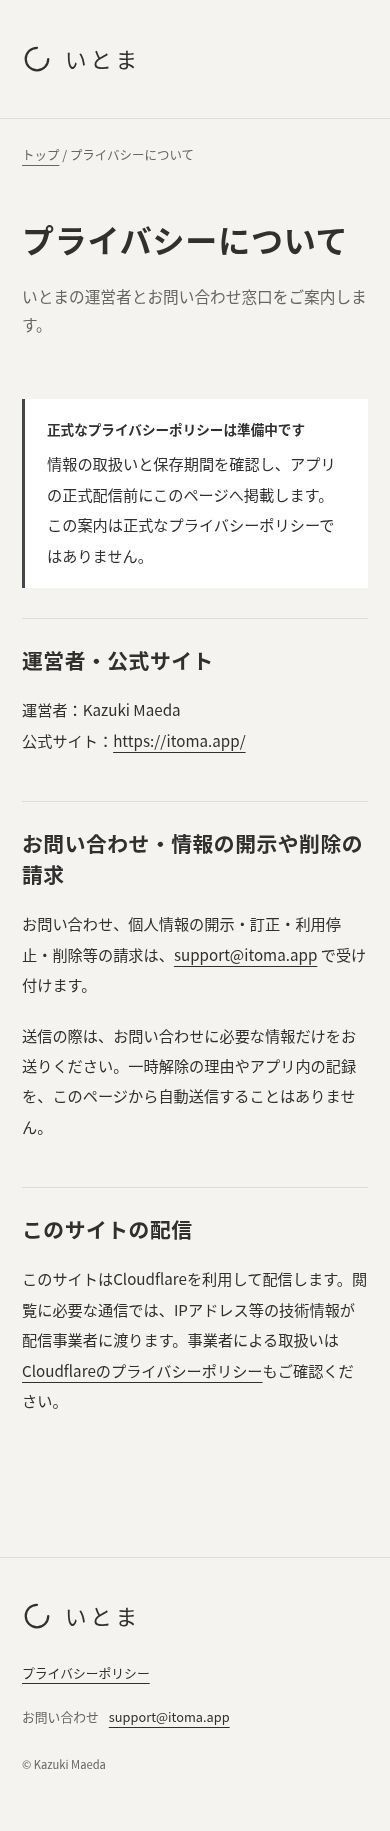 いとま
トップ / プライバシーについて
プライバシーについて
いとまの運営者とお問い合わせ窓口をご案内しま
す。
正式なプライバシーポリシーは準備中です
情報の取扱いと保存期間を確認し、アプリ
の正式配信前にこのページへ掲載します。
この案内は正式なプライバシーポリシーで
はありません。
運営者・公式サイト
運営者：Kazuki Maeda
公式サイト：https://itoma.app/
お問い合わせ・情報の開示や削除の
請求
お問い合わせ、個人情報の開示・訂正・利用停
止・削除等の請求は、support@itoma.app で受け
付けます。
送信の際は、お問い合わせに必要な情報だけをお
送りください。一時解除の理由やアプリ内の記録
を、このページから自動送信することはありませ
ん。
このサイトの配信
このサイトはCloudflareを利用して配信します。閲
覧に必要な通信では、IPアドレス等の技術情報が
配信事業者に渡ります。事業者による取扱いは
Cloudflareのプライバシーポリシーもご確認くだ
さい。
いとま
プライバシーポリシー
お問い合わせ support@itoma.app
© Kazuki Maeda